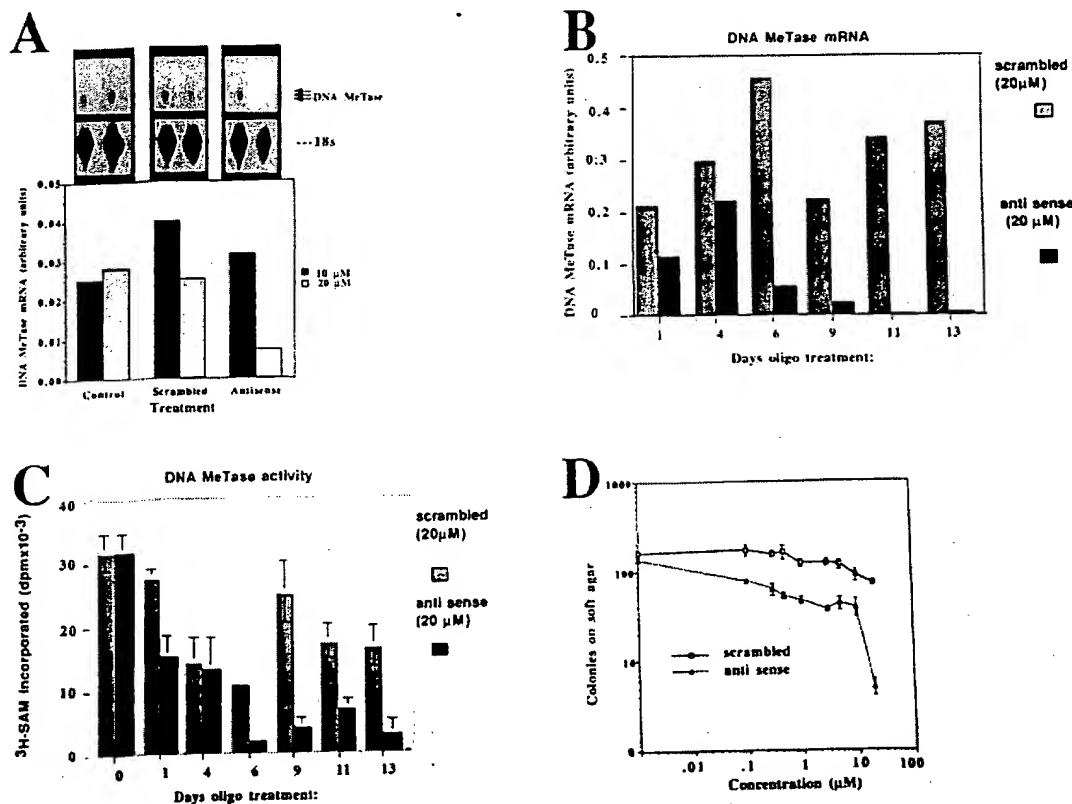 A
DNA MeTase
18s
DNA MeTase mRNA (arbitrary units)
0.05
0.04
0.03
0.02
0.01
0.00
10 µM
20 µM
Control
Scrambled
Antisense
Treatment
B
DNA MeTase mRNA
DNA MeTase mRNA (arbitrary units)
0.5
0.4
0.3
0.2
0.1
0
1
4
6
9
11
13
Days oligo treatment:
scrambled
(20µM)
anti sense
(20 µM)
C
DNA MeTase activity
³H-SAM incorporated (dpmx10-³)
40
30
20
10
0
0
1
4
6
9
11
13
Days oligo treatment:
scrambled
(20µM)
anti sense
(20 µM)
D
Colonies on soft agar
1000
100
10
0
scrambled
anti sense
.01
.1
1
10
100
Concentration (µM)